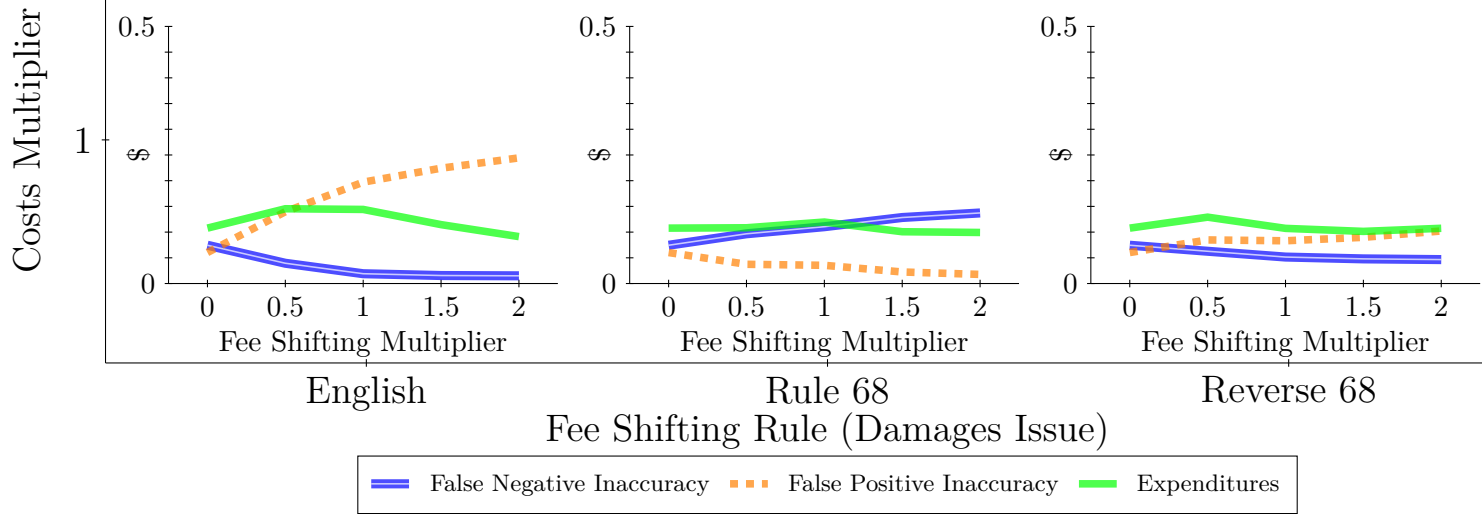 Costs Multiplier
1
0.5
$
0
0 0.5 1 1.5 2
Fee Shifting Multiplier
English
0.5
$
0
0 0.5 1 1.5 2
Fee Shifting Multiplier
Rule 68
0.5
$
0
0 0.5 1 1.5 2
Fee Shifting Multiplier
Reverse 68
Fee Shifting Rule (Damages Issue)
False Negative Inaccuracy False Positive Inaccuracy Expenditures